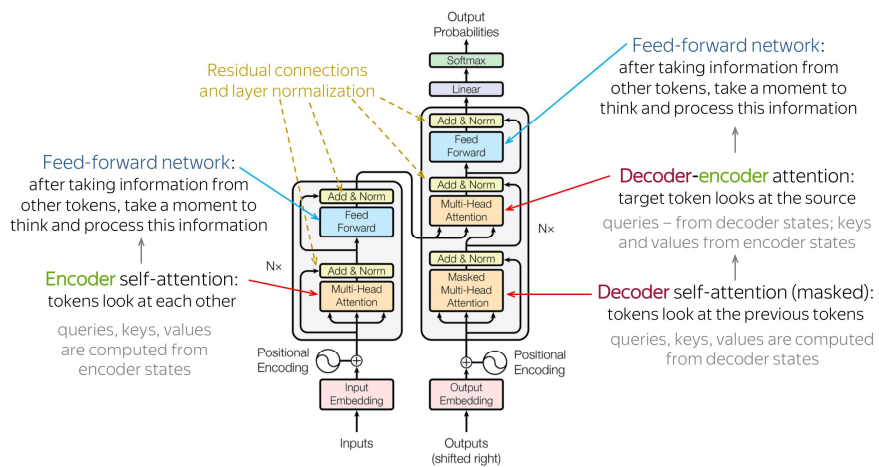 Output
Probabilities
Softmax
Linear
Add & Norm
Feed
Forward
Add & Norm
Multi-Head
Attention
Add & Norm
Masked
Multi-Head
Attention
N×
Positional
Encoding
Output
Embedding
Outputs
(shifted right)
Residual connections
and layer normalization
Add & Norm
Feed
Forward
Add & Norm
Multi-Head
Attention
N×
Positional
Encoding
Input
Embedding
Inputs
Feed-forward network:
after taking information from
other tokens, take a moment to
think and process this information
Encoder self-attention:
tokens look at each other
queries, keys, values
are computed from
encoder states
Feed-forward network:
after taking information from
other tokens, take a moment to
think and process this information
Decoder-encoder attention:
target token looks at the source
queries – from decoder states; keys
and values from encoder states
Decoder self-attention (masked):
tokens look at the previous tokens
queries, keys, values are computed
from decoder states